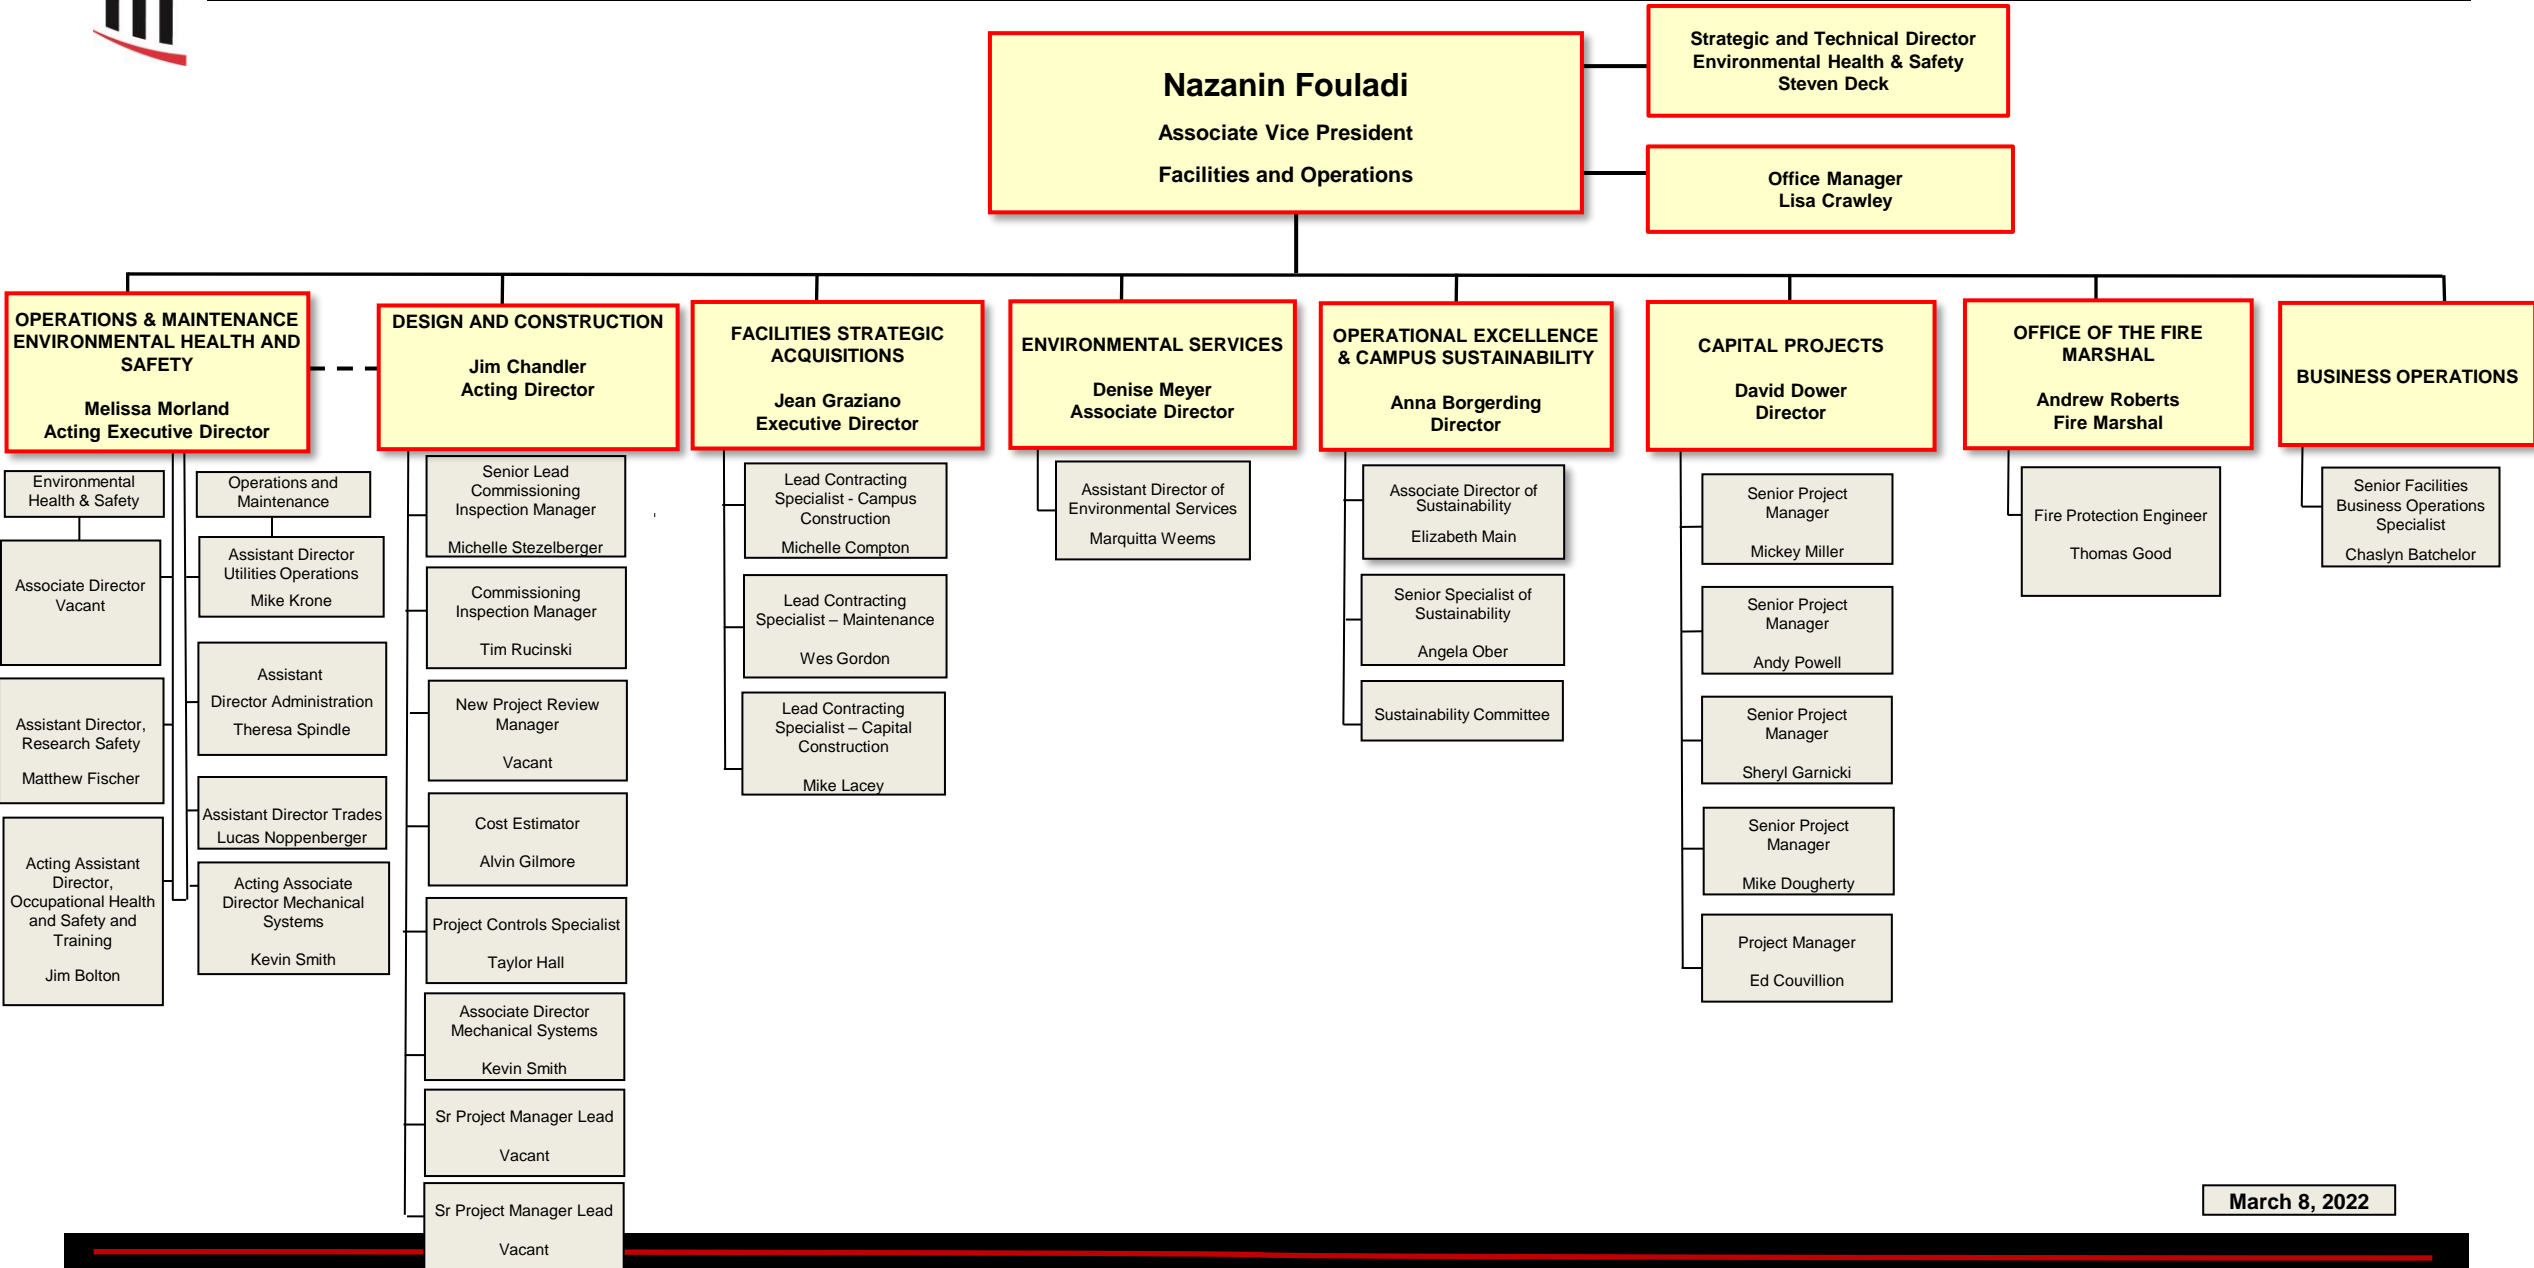 Nazanin Fouladi
Associate Vice President
Facilities and Operations
Strategic and Technical Director
Environmental Health & Safety
Steven Deck
Office Manager
Lisa Crawley
OPERATIONS & MAINTENANCE
ENVIRONMENTAL HEALTH AND
SAFETY
Melissa Morland
Acting Executive Director
Environmental
Health & Safety
Associate Director
Vacant
Assistant Director,
Research Safety
Matthew Fischer
Acting Assistant
Director,
Occupational Health
and Safety and
Training
Jim Bolton
Operations and
Maintenance
Assistant Director
Utilities Operations
Mike Krone
Assistant
Director Administration
Theresa Spindle
Assistant Director Trades
Lucas Noppenberger
Acting Associate
Director Mechanical
Systems
Kevin Smith
DESIGN AND CONSTRUCTION
Jim Chandler
Acting Director
Senior Lead
Commissioning
Inspection Manager
Michelle Stezelberger
Commissioning
Inspection Manager
Tim Rucinski
New Project Review
Manager
Vacant
Cost Estimator
Alvin Gilmore
Project Controls Specialist
Taylor Hall
Associate Director
Mechanical Systems
Kevin Smith
Sr Project Manager Lead
Vacant
Sr Project Manager Lead
Vacant
FACILITIES STRATEGIC
ACQUISITIONS
Jean Graziano
Executive Director
Lead Contracting
Specialist - Campus
Construction
Michelle Compton
Lead Contracting
Specialist – Maintenance
Wes Gordon
Lead Contracting
Specialist – Capital
Construction
Mike Lacey
ENVIRONMENTAL SERVICES
Denise Meyer
Associate Director
Assistant Director of
Environmental Services
Marquitta Weems
OPERATIONAL EXCELLENCE
& CAMPUS SUSTAINABILITY
Anna Borgerding
Director
Associate Director of
Sustainability
Elizabeth Main
Senior Specialist of
Sustainability
Angela Ober
Sustainability Committee
CAPITAL PROJECTS
David Dower
Director
Senior Project
Manager
Mickey Miller
Senior Project
Manager
Andy Powell
Senior Project
Manager
Sheryl Garnicki
Senior Project
Manager
Mike Dougherty
Project Manager
Ed Couvillion
OFFICE OF THE FIRE
MARSHAL
Andrew Roberts
Fire Marshal
Fire Protection Engineer
Thomas Good
BUSINESS OPERATIONS
Senior Facilities
Business Operations
Specialist
Chaslyn Batchelor
March 8, 2022